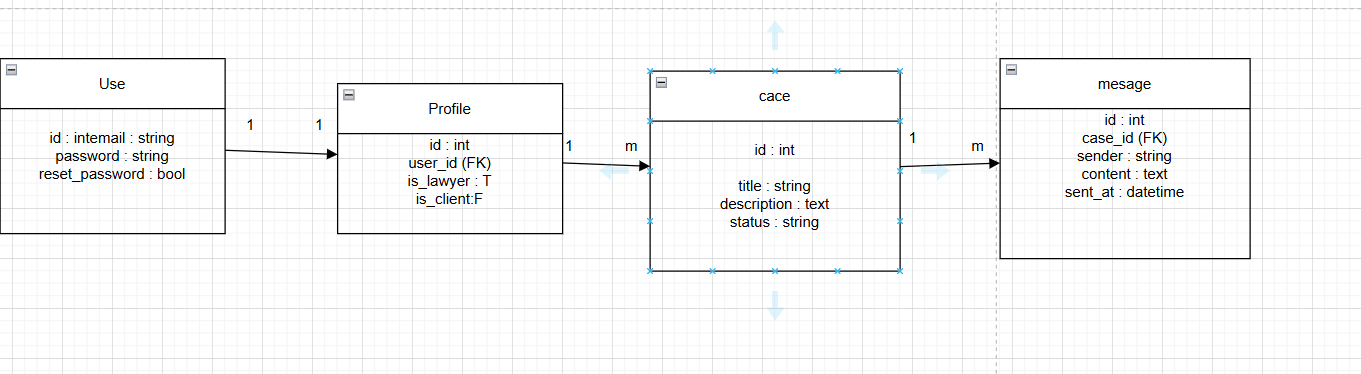 Use
id : intemail : string
password : string
reset_password : bool
1
1
Profile
id : int
user_id (FK)
is_lawyer : T
is_client:F
1
m
cace
id : int
title : string
description : text
status : string
1
m
mesage
id : int
case_id (FK)
sender : string
content : text
sent_at : datetime